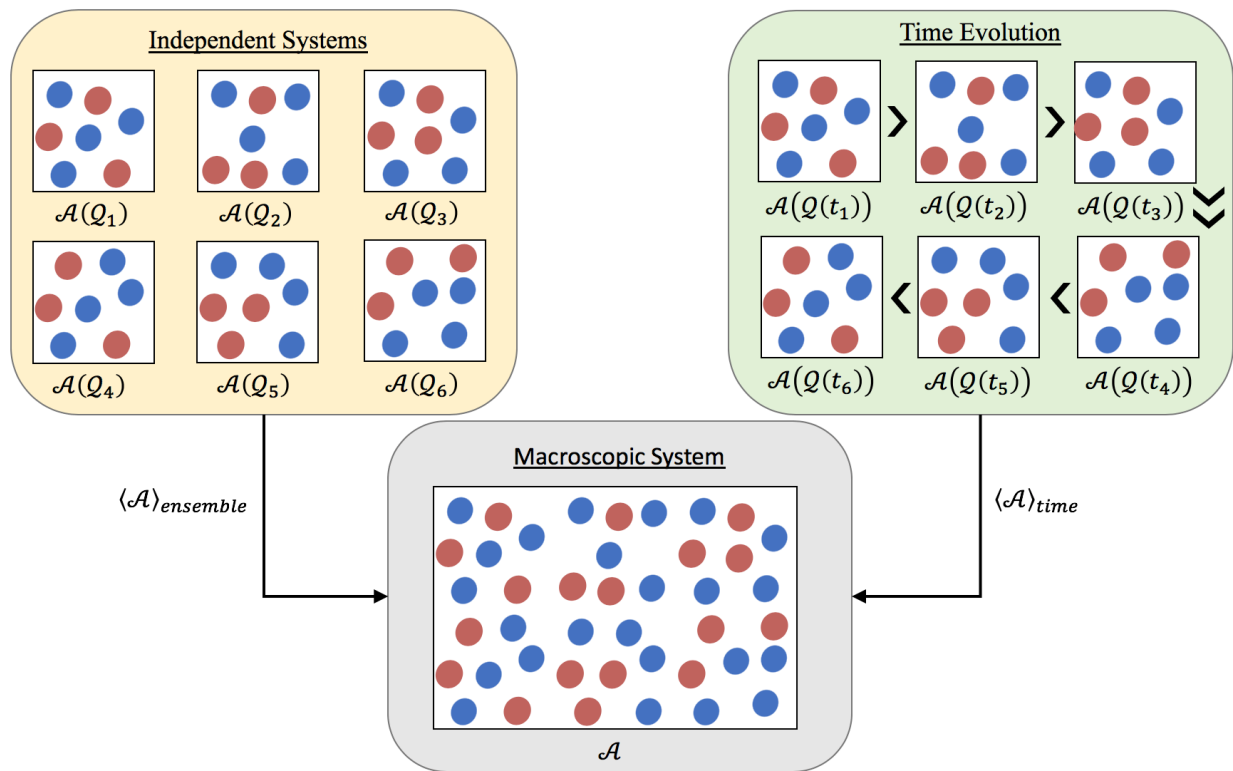 Independent Systems
𝒜(Q₁) 𝒜(Q₂) 𝒜(Q₃)
𝒜(Q₄) 𝒜(Q₅) 𝒜(Q₆)
Time Evolution
𝒜(Q(t₁)) 𝒜(Q(t₂)) 𝒜(Q(t₃))
𝒜(Q(t₆)) 𝒜(Q(t₅)) 𝒜(Q(t₄))
⟨𝒜⟩ₑₙₛₑₘbₗₑ
⟨𝒜⟩ₜᵢₘₑ
Macroscopic System
𝒜